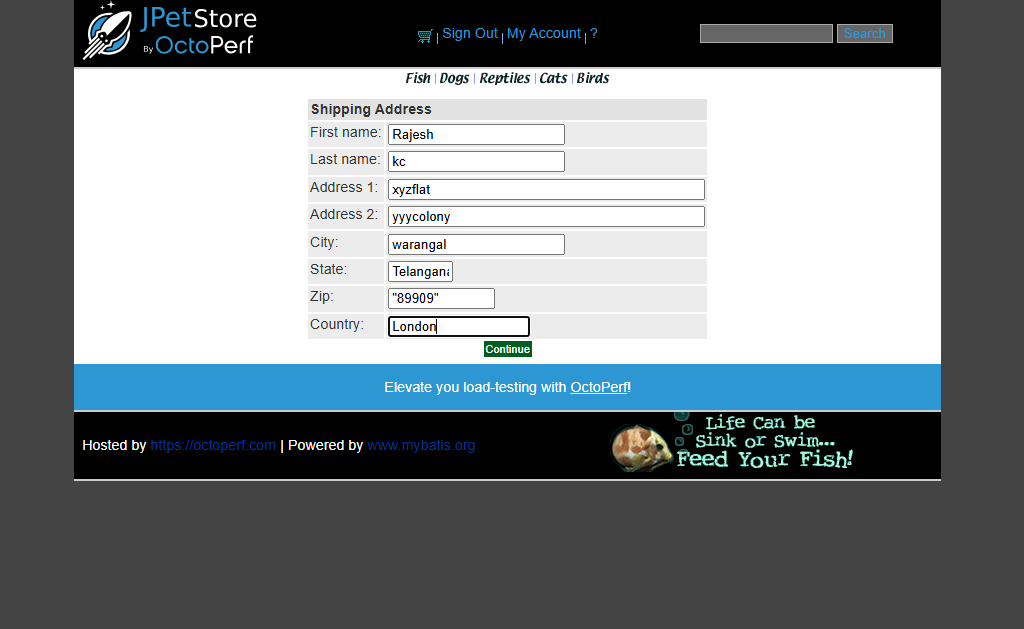 JPetStore
By OctoPerf
| Sign Out | My Account | ?
Search
Fish | Dogs | Reptiles | Cats | Birds
Shipping Address
First name: Rajesh
Last name: kc
Address 1: xyzflat
Address 2: yyycolony
City: warangal
State: Telangana
Zip: "89909"
Country: London
Continue
Elevate you load-testing with OctoPerf!
Hosted by https://octoperf.com | Powered by www.mybatis.org
Life Can be
Sink or Swim...
Feed Your Fish!